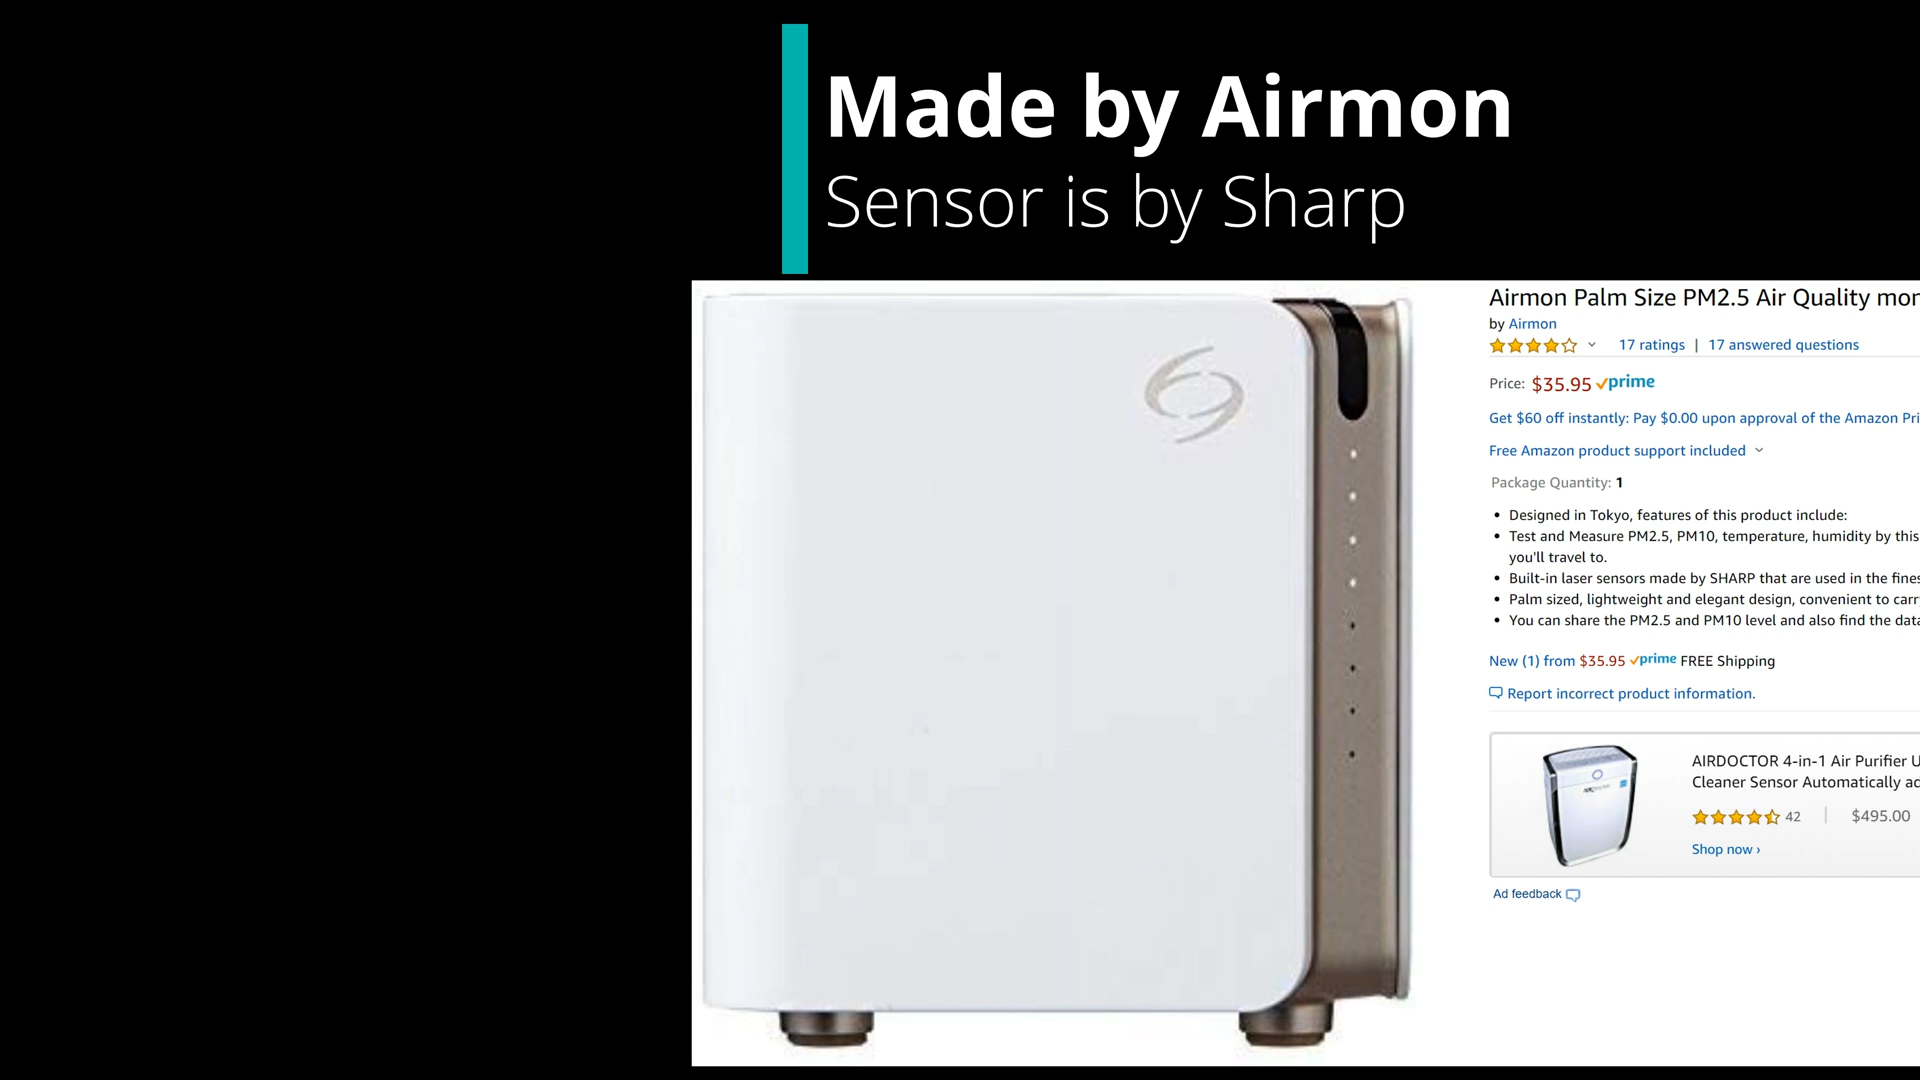 Made by Airmon
Sensor is by Sharp
Airmon Palm Size PM2.5 Air Quality mon
by Airmon
17 ratings | 17 answered questions
Price: $35.95 prime
Get $60 off instantly: Pay $0.00 upon approval of the Amazon Pri
Free Amazon product support included
Package Quantity: 1
• Designed in Tokyo, features of this product include:
• Test and Measure PM2.5, PM10, temperature, humidity by this
you'll travel to.
• Built-in laser sensors made by SHARP that are used in the fines
• Palm sized, lightweight and elegant design, convenient to carr
• You can share the PM2.5 and PM10 level and also find the data
New (1) from $35.95 prime FREE Shipping
Report incorrect product information.
AIRDOCTOR 4-in-1 Air Purifier U
Cleaner Sensor Automatically ad
42 | $495.00
Shop now ›
Ad feedback